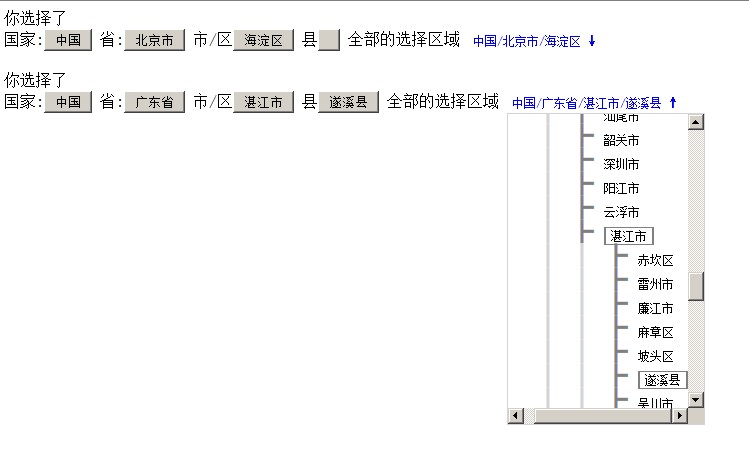 你选择了
国家:中国 省:北京市 市/区海淀区 县 全部的选择区域 中国/北京市/海淀区 ↓
你选择了
国家:中国 省:广东省 市/区湛江市 县遂溪县 全部的选择区域 中国/广东省/湛江市/遂溪县 ↑
汕尾市
韶关市
深圳市
阳江市
云浮市
湛江市
赤坎区
雷州市
廉江市
麻章区
坡头区
遂溪县
吴川市